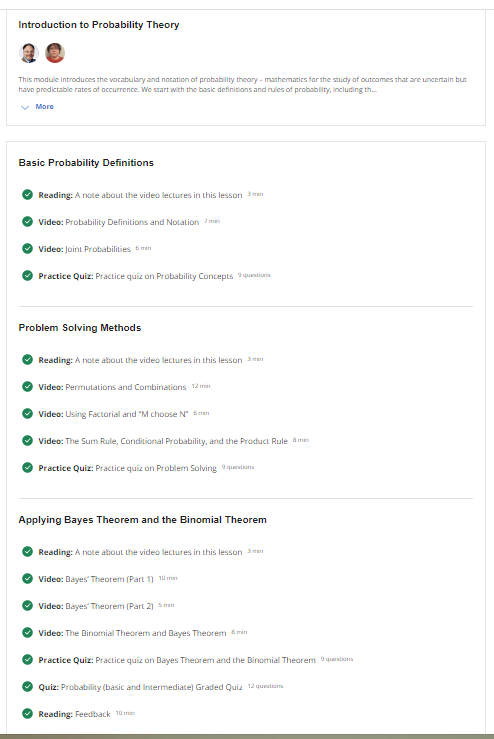 Introduction to Probability Theory
This module introduces the vocabulary and notation of probability theory – mathematics for the study of outcomes that are uncertain but
have predictable rates of occurrence. We start with the basic definitions and rules of probability, including th...
More
Basic Probability Definitions
Reading: A note about the video lectures in this lesson 3 min
Video: Probability Definitions and Notation 7 min
Video: Joint Probabilities 6 min
Practice Quiz: Practice quiz on Probability Concepts 9 questions
Problem Solving Methods
Reading: A note about the video lectures in this lesson 3 min
Video: Permutations and Combinations 12 min
Video: Using Factorial and “M choose N” 6 min
Video: The Sum Rule, Conditional Probability, and the Product Rule 8 min
Practice Quiz: Practice quiz on Problem Solving 9 questions
Applying Bayes Theorem and the Binomial Theorem
Reading: A note about the video lectures in this lesson 3 min
Video: Bayes’ Theorem (Part 1) 10 min
Video: Bayes’ Theorem (Part 2) 5 min
Video: The Binomial Theorem and Bayes Theorem 8 min
Practice Quiz: Practice quiz on Bayes Theorem and the Binomial Theorem 9 questions
Quiz: Probability (basic and Intermediate) Graded Quiz 12 questions
Reading: Feedback 10 min